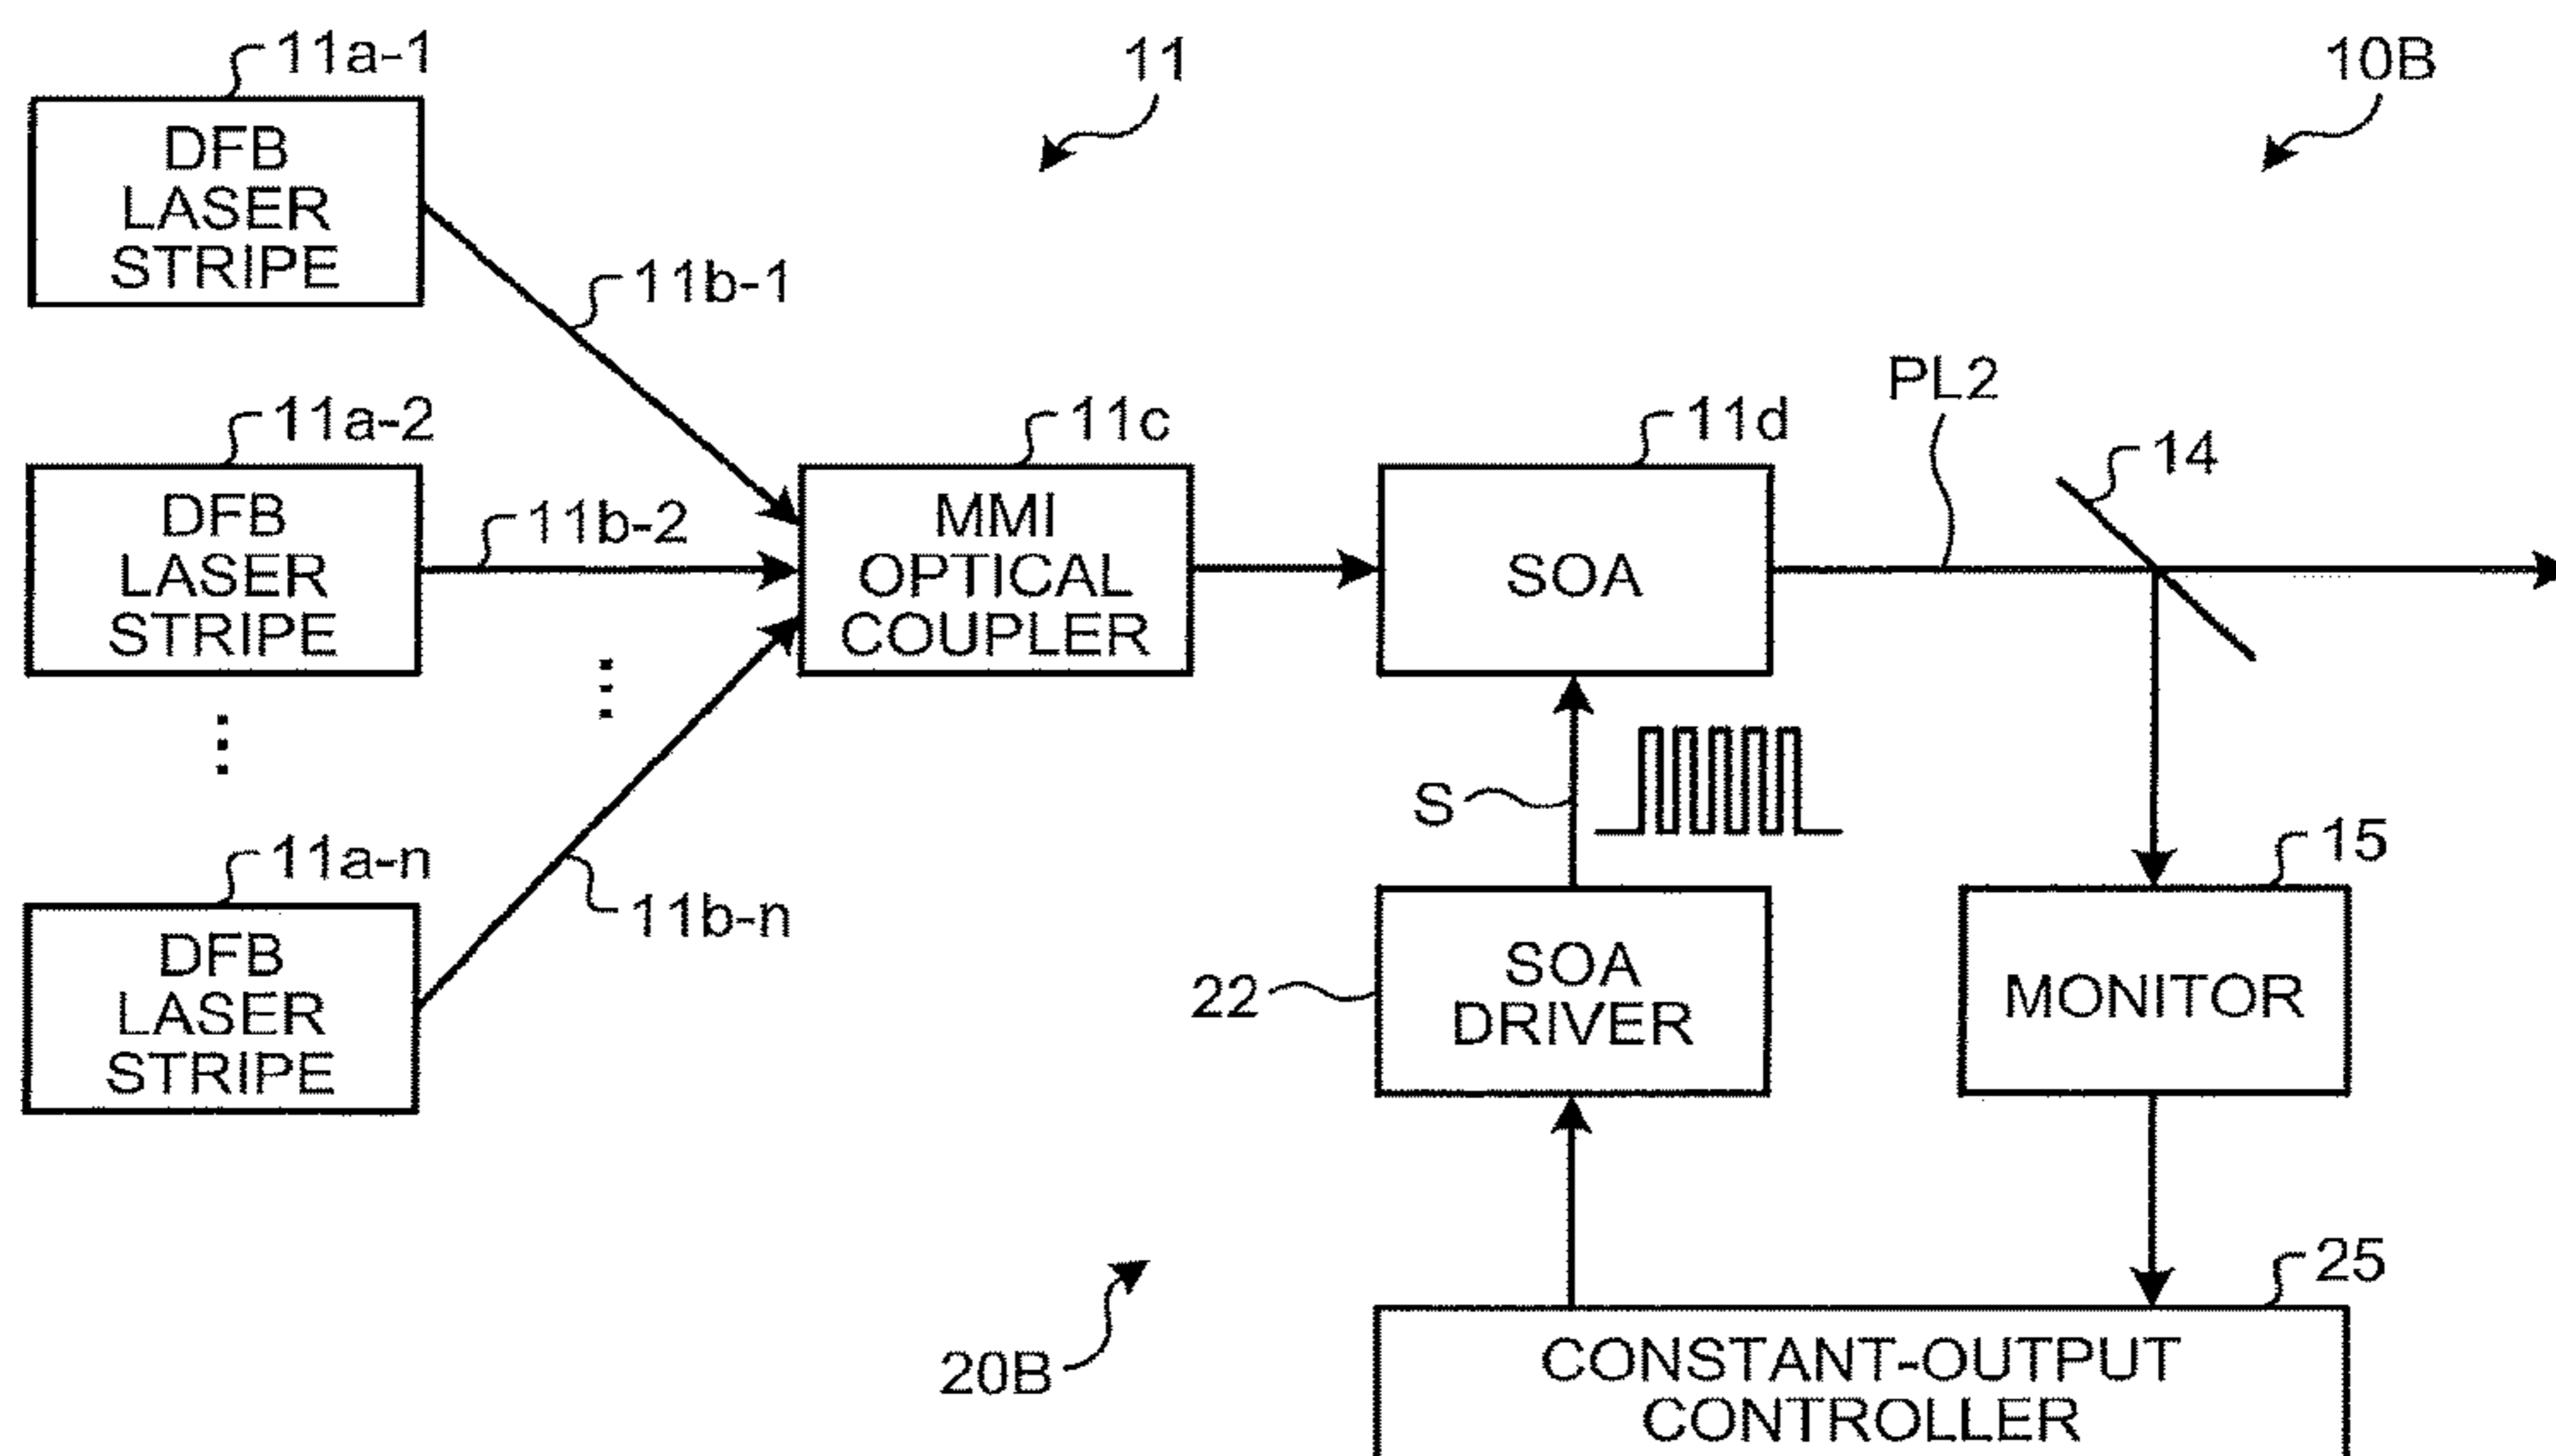 11a-1
11
10B
DFB
LASER
STRIPE
11b-1
11a-2
11c
11d
PL2
14
DFB
LASER
STRIPE
11b-2
MMI
OPTICAL
COUPLER
SOA
S
11a-n
11b-n
15
DFB
LASER
STRIPE
22
SOA
DRIVER
MONITOR
20B
25
CONSTANT-OUTPUT
CONTROLLER